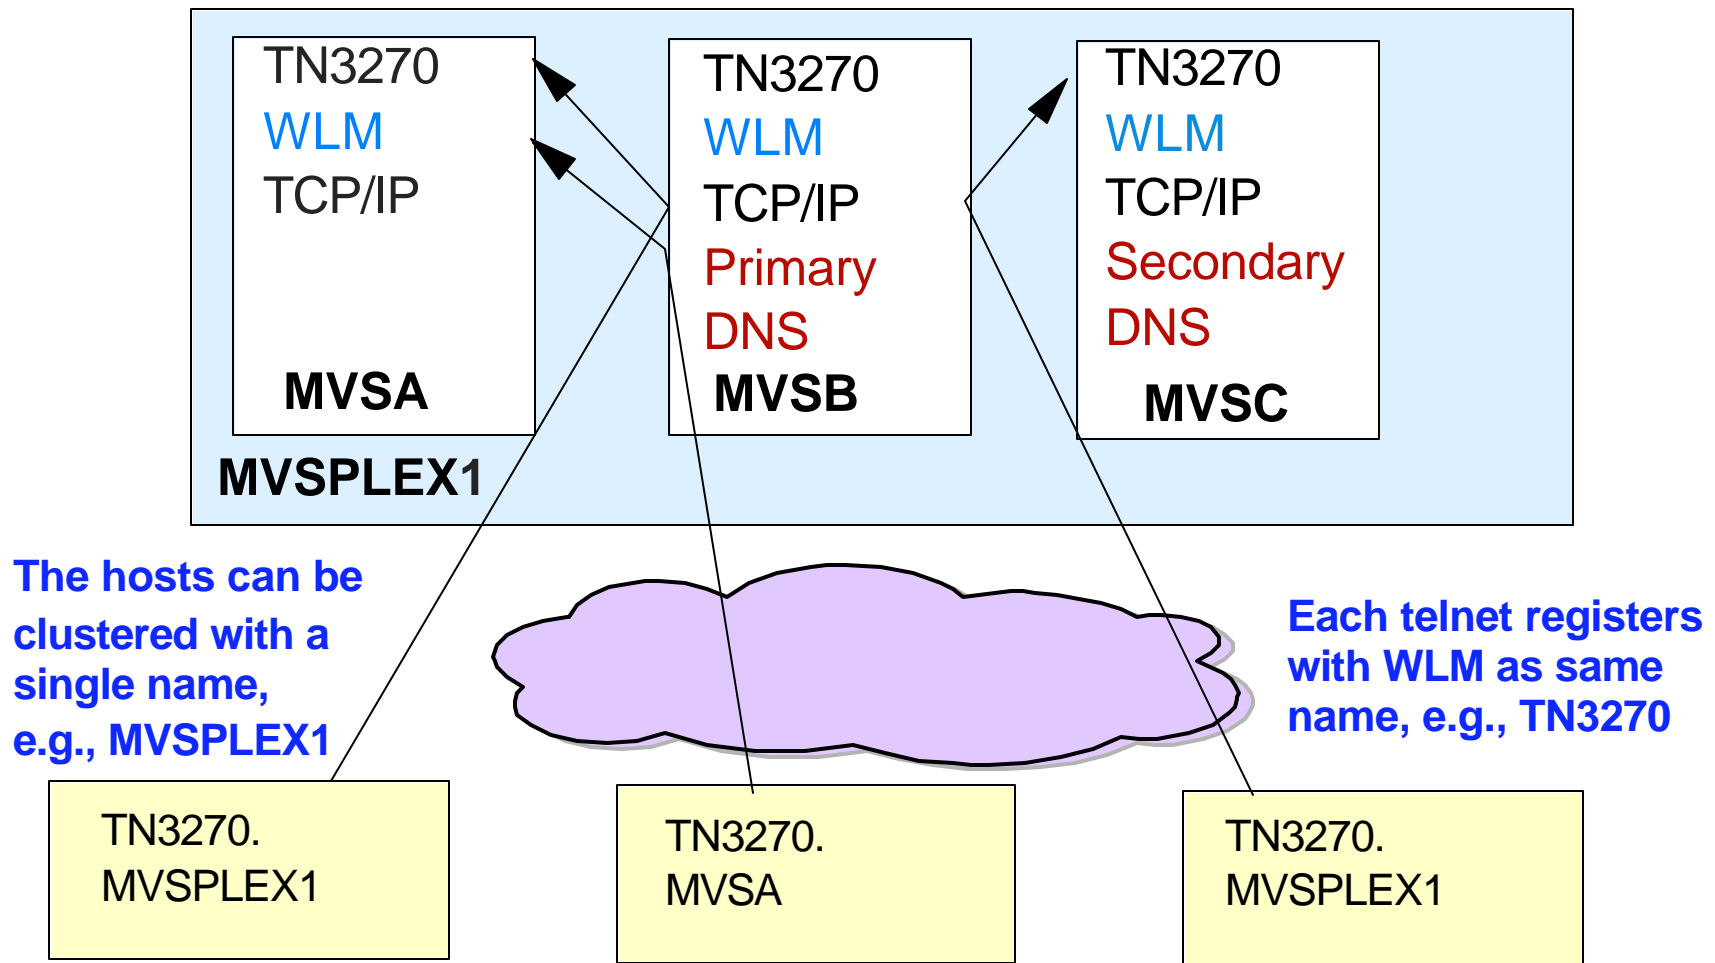 TN3270
WLM
TCP/IP
MVSA
TN3270
WLM
TCP/IP
Primary
DNS
MVSB
TN3270
WLM
TCP/IP
Secondary
DNS
MVSC
MVSPLEX1
The hosts can be
clustered with a
single name,
e.g., MVSPLEX1
Each telnet registers
with WLM as same
name, e.g., TN3270
TN3270.
MVSPLEX1
TN3270.
MVSA
TN3270.
MVSPLEX1